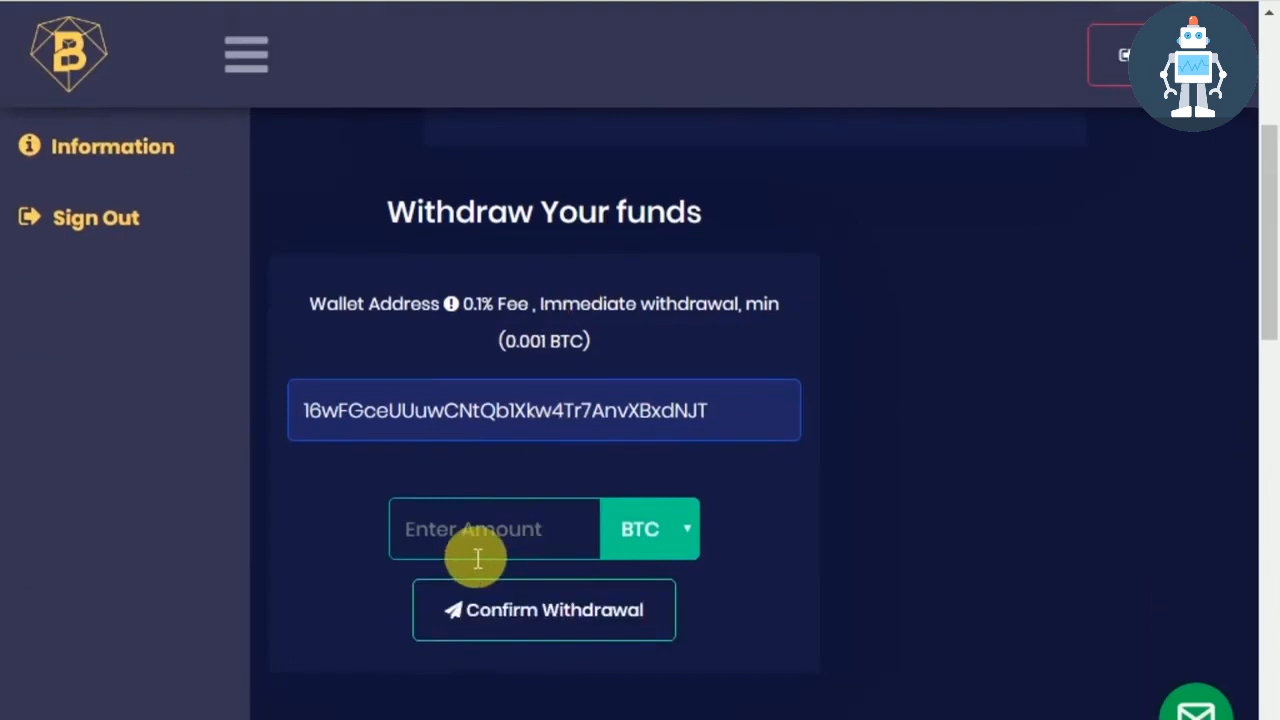 Information
Sign Out
Withdraw Your funds
Wallet Address 0.1% Fee , Immediate withdrawal, min
(0.001 BTC)
16wFGceUUuwCNtQb1Xkw4Tr7AnvXBxdNJT
Enter Amount
BTC
Confirm Withdrawal